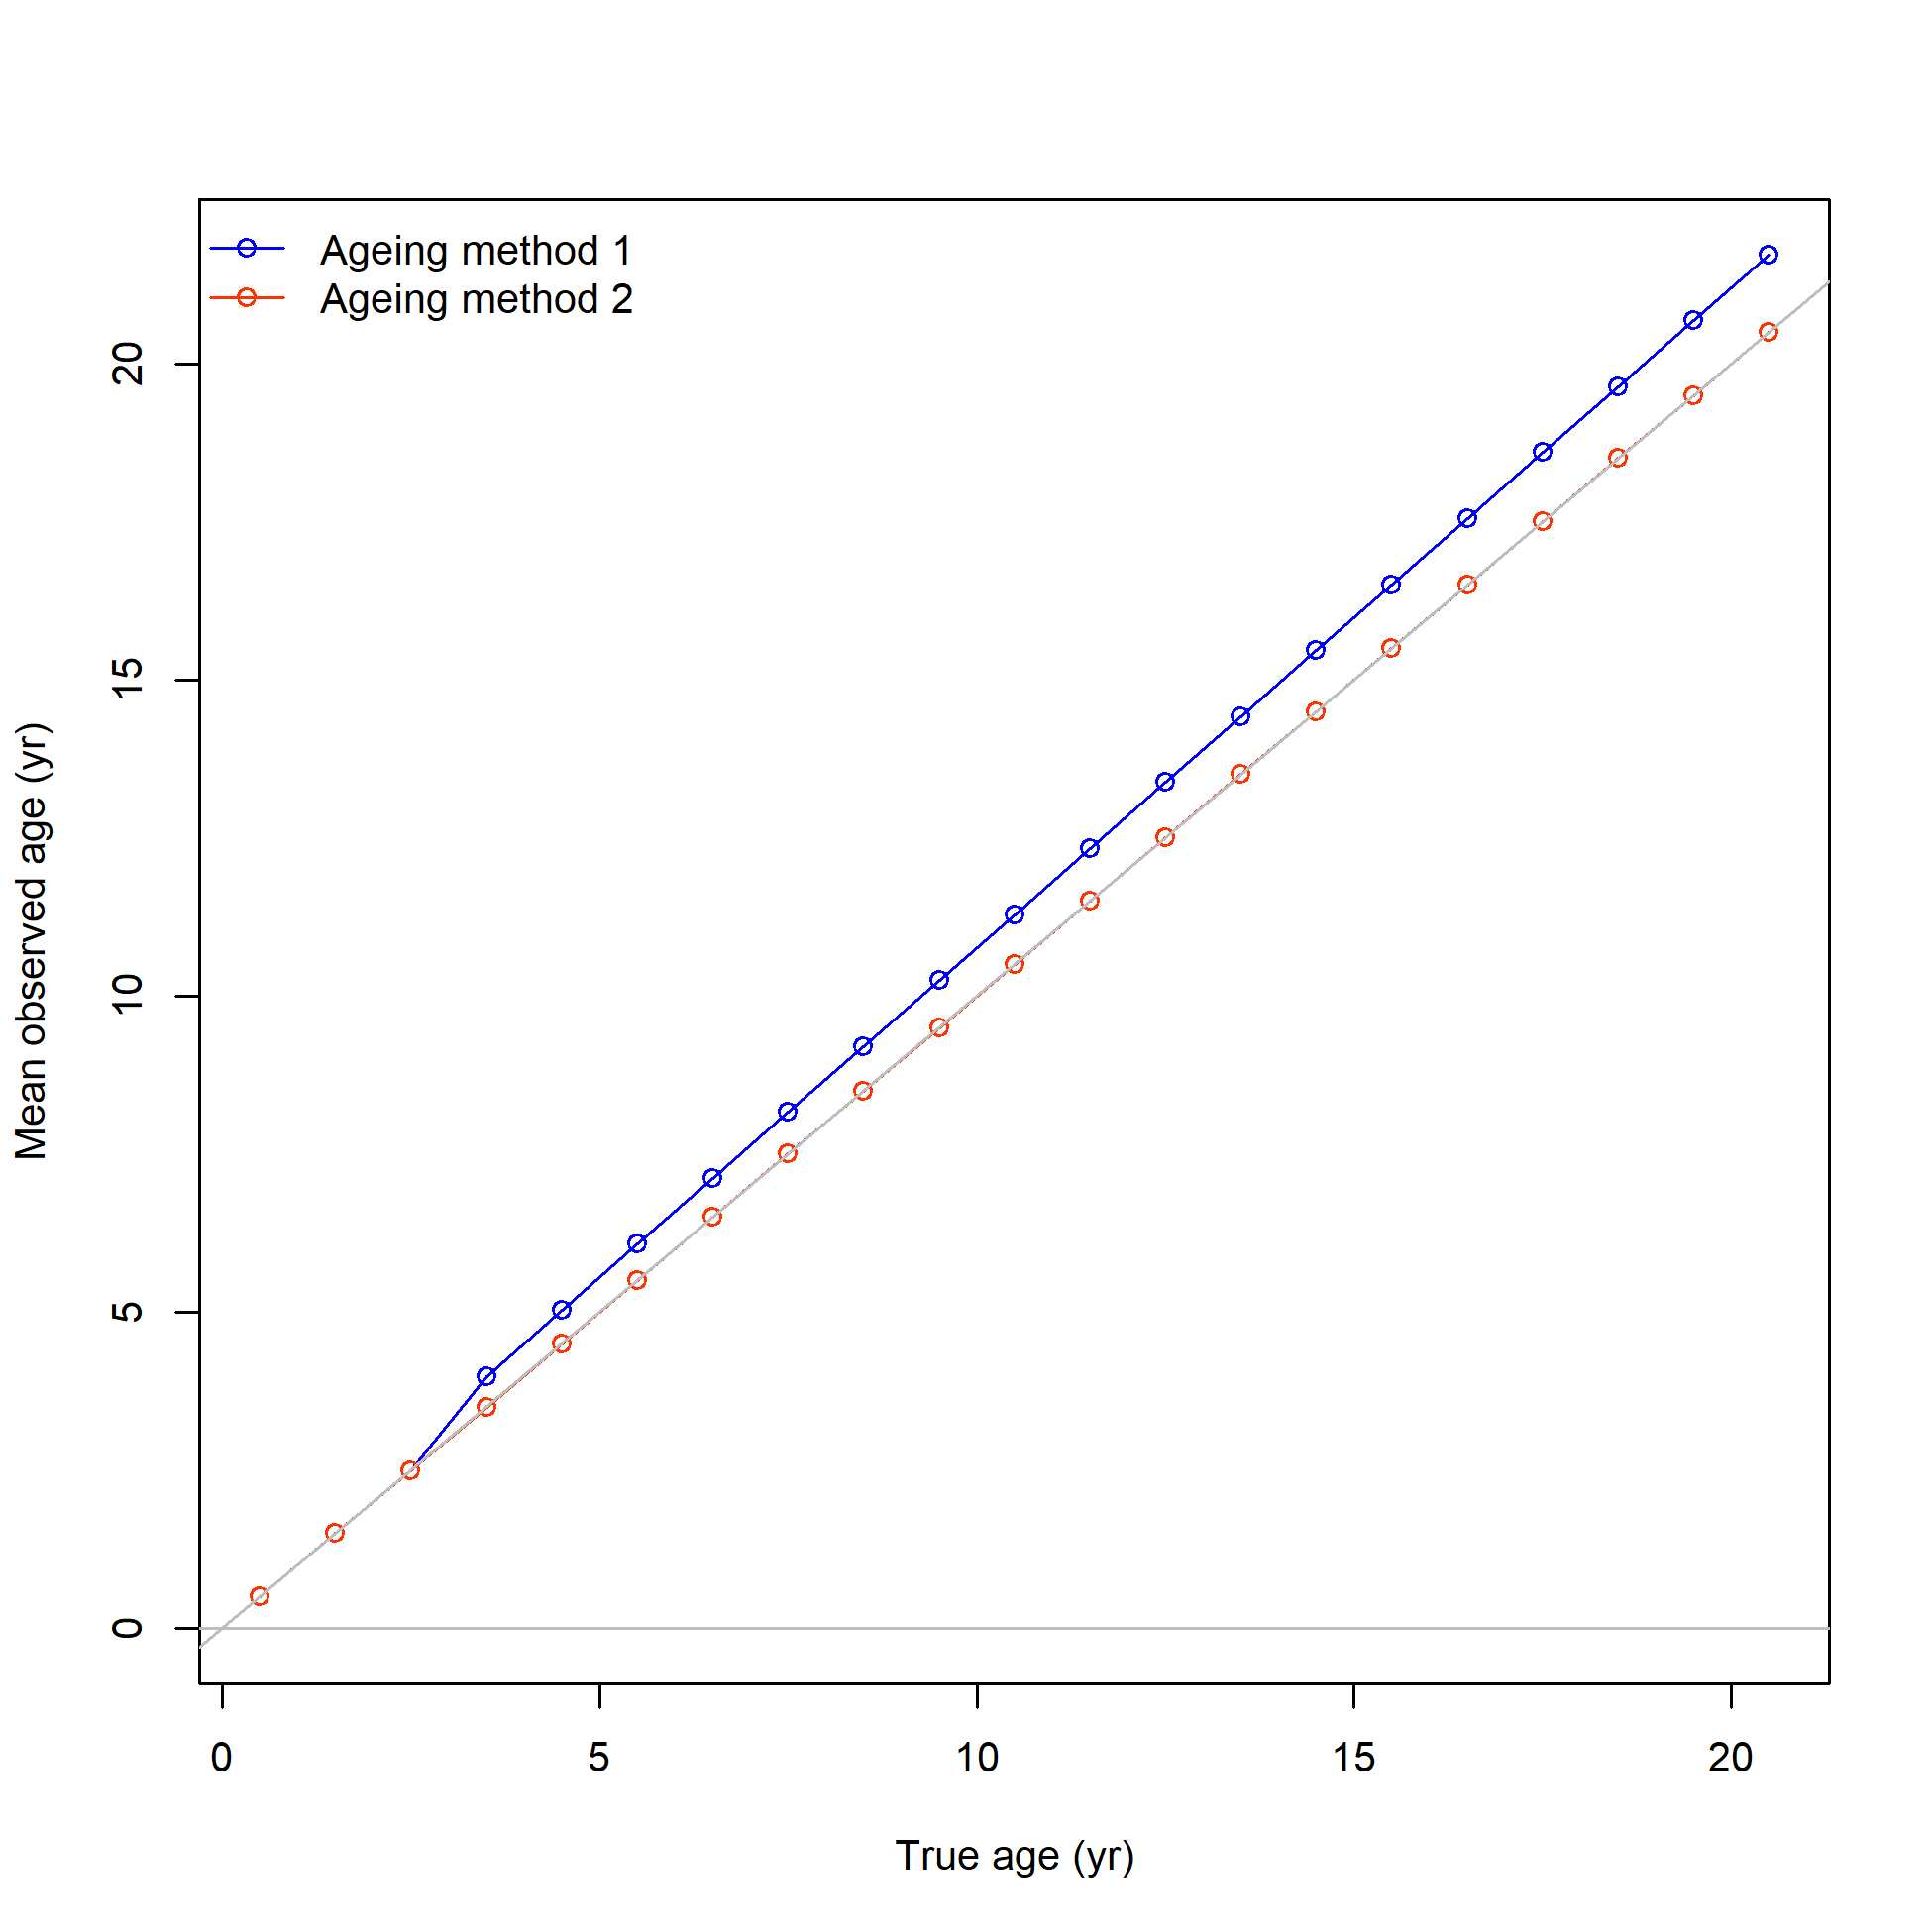 Ageing method 1
Ageing method 2
Mean observed age (yr)
20
15
10
5
0
0 5 10 15 20
True age (yr)